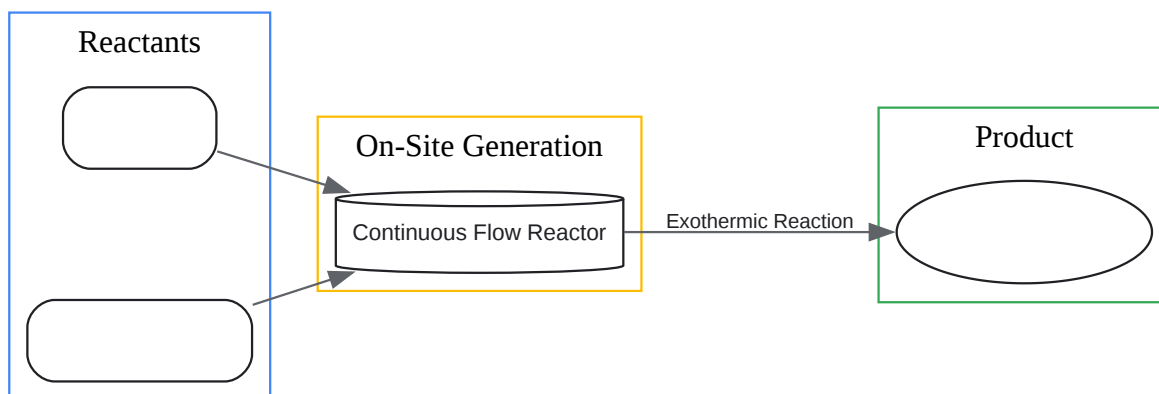 Reactants
On-Site Generation
Continuous Flow Reactor
Exothermic Reaction
Product